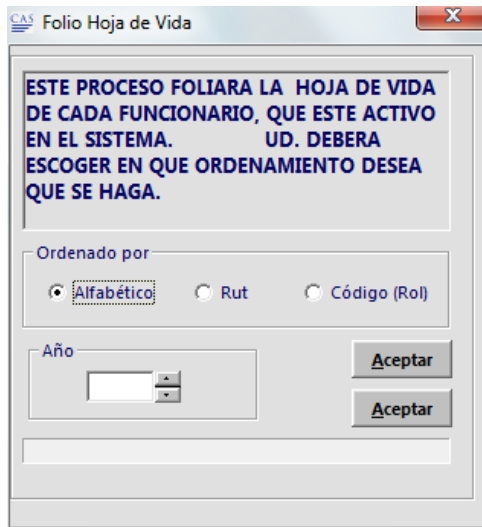 CAS Folio Hoja de Vida
ESTE PROCESO FOLIARA LA HOJA DE VIDA
DE CADA FUNCIONARIO, QUE ESTE ACTIVO
EN EL SISTEMA. UD. DEBERA
ESCOGER EN QUE ORDENAMIENTO DESEA
QUE SE HAGA.
Ordenado por
Alfabético Rut Código (Rol)
Año
Aceptar
Aceptar